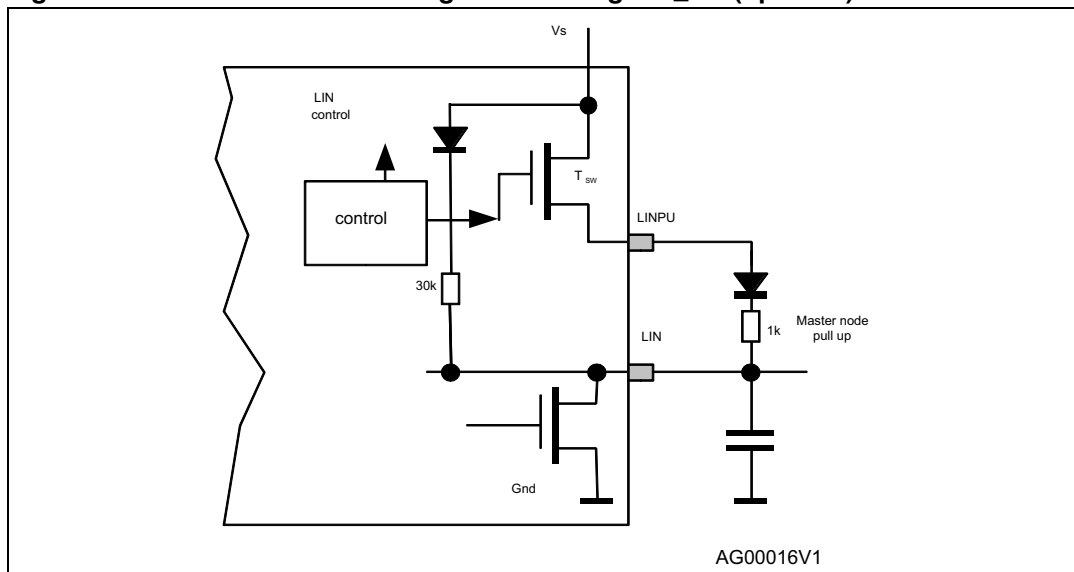 Vs
LIN
control
T SW
control
LINPU
30k
1k
Master node
pull up
LIN
Gnd
AG00016V1